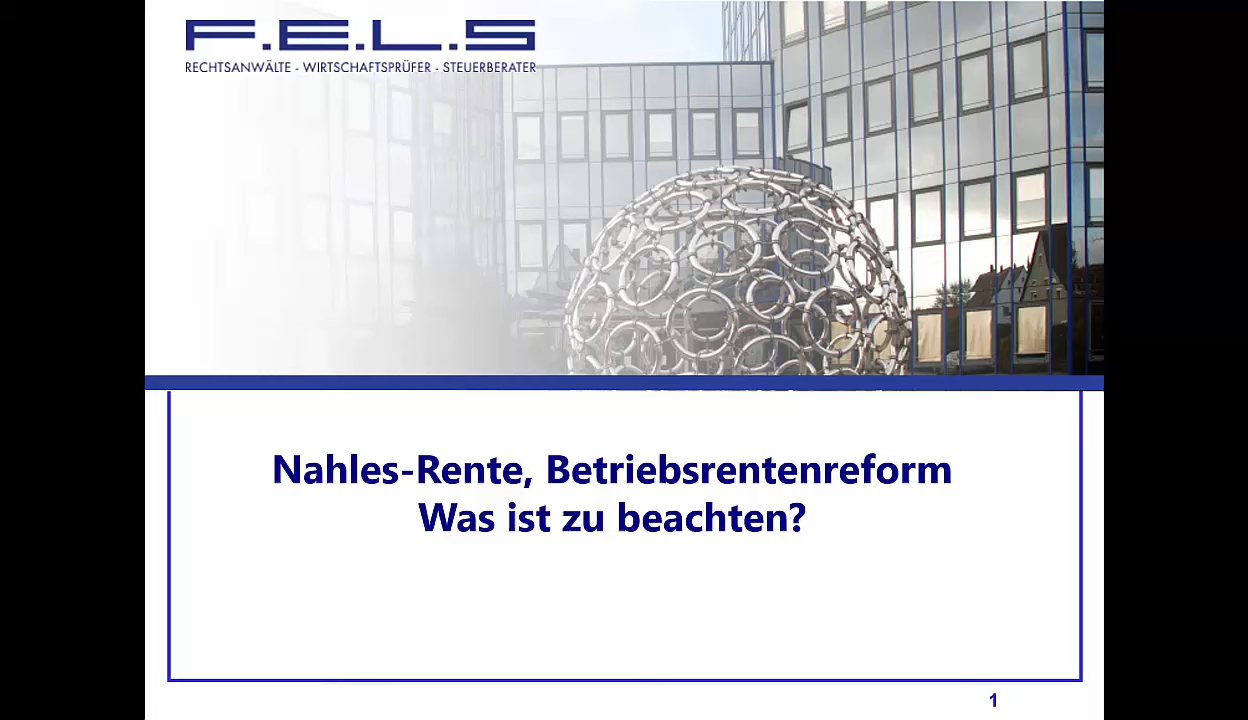 F.E.L.S
RECHTSANWÄLTE - WIRTSCHAFTSPRÜFER - STEUERBERATER
Nahles-Rente, Betriebsrentenreform
Was ist zu beachten?
1